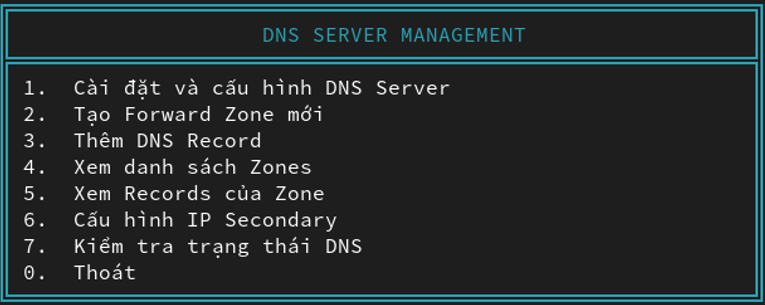 DNS SERVER MANAGEMENT
1. Cài đặt và cấu hình DNS Server
2. Tạo Forward Zone mới
3. Thêm DNS Record
4. Xem danh sách Zones
5. Xem Records của Zone
6. Cấu hình IP Secondary
7. Kiểm tra trạng thái DNS
0. Thoát